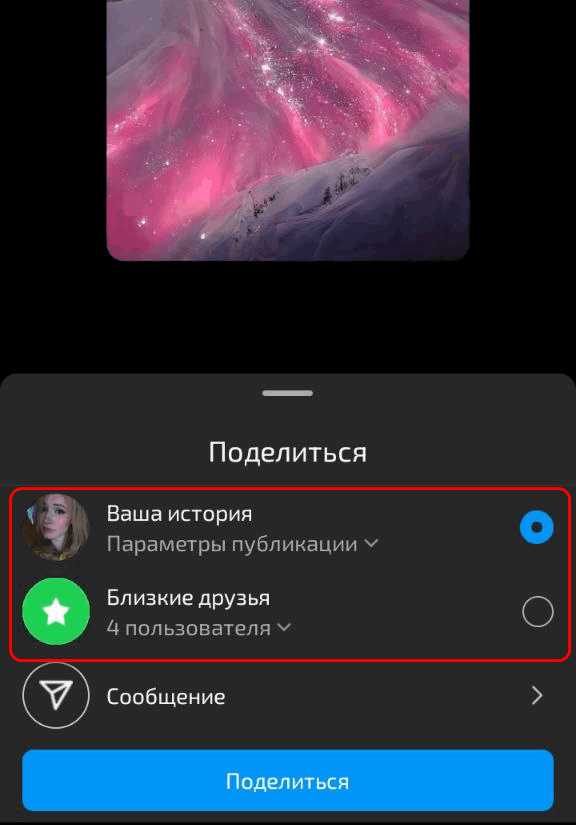 Поделиться
Ваша история
Параметры публикации
Близкие друзья
4 пользователя
Сообщение
Поделиться